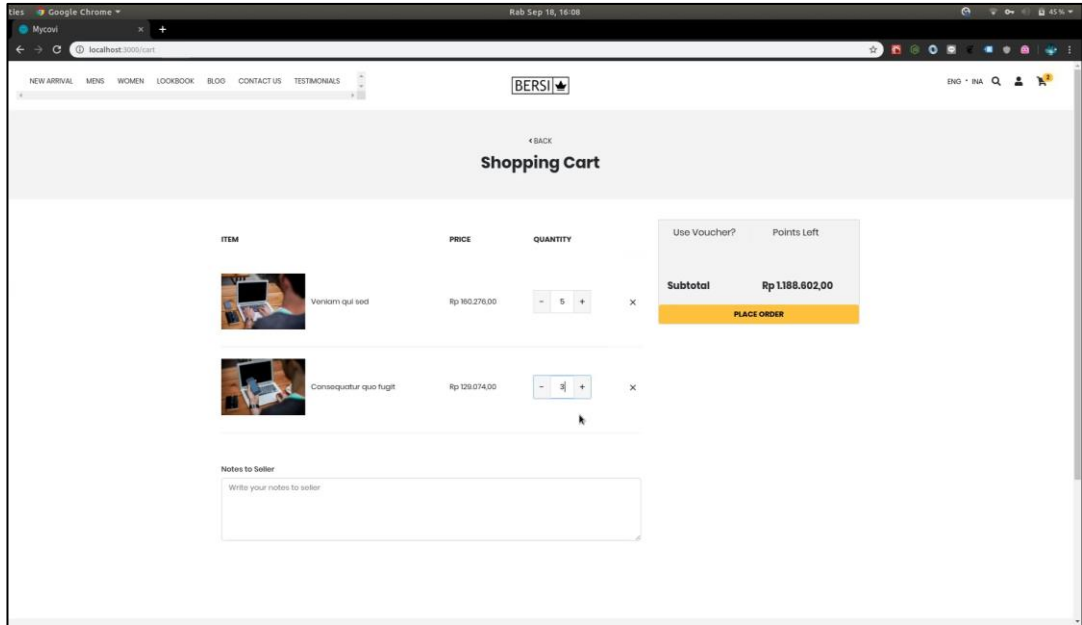 ties Google Chrome Rab Sep 18, 16:08 45 %
Mycovi
localhost:3000/cart
NEW ARRIVAL MENS WOMEN LOOKBOOK BLOG CONTACT US TESTIMONIALS BERSI ENG • INA 2
BACK
Shopping Cart
ITEM PRICE QUANTITY Use Voucher? Points Left
Veniam qui sed Rp 160.276,00 - 5 + ×
Subtotal Rp 1.188.602,00
PLACE ORDER
Consequatur quo fugit Rp 129.074,00 - 3 + ×
Notes to Seller
Write your notes to seller